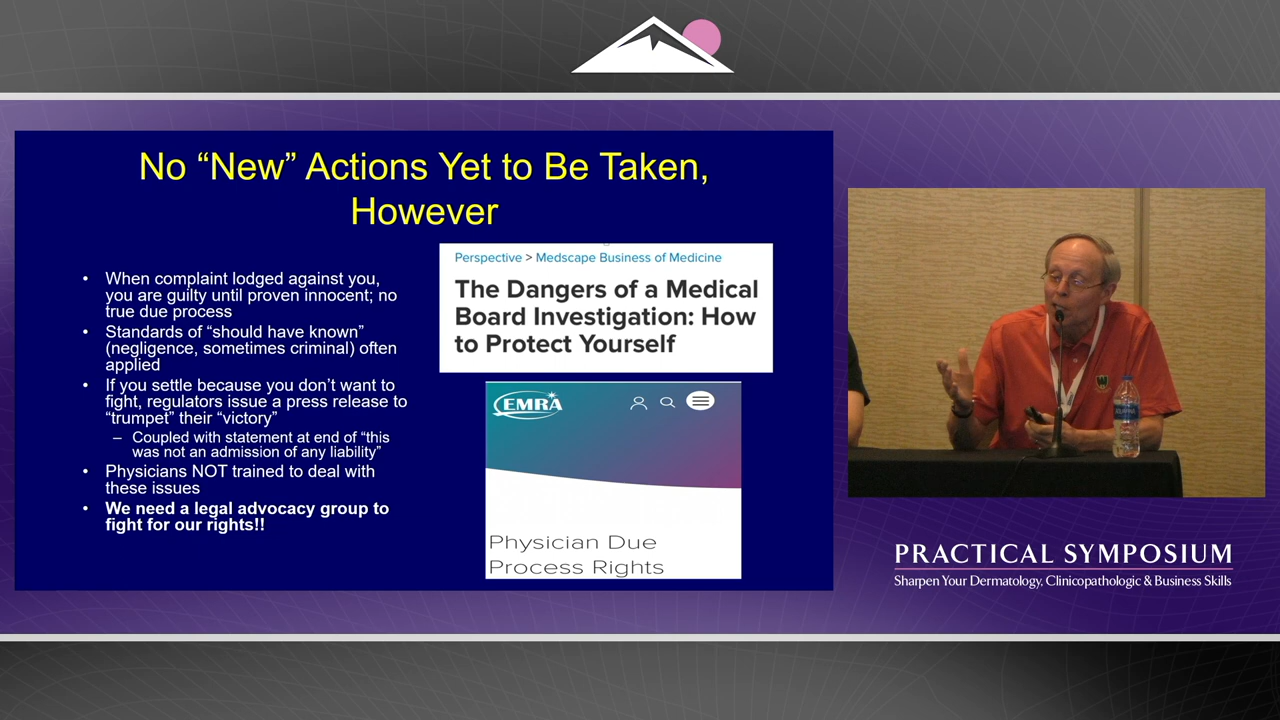 No “New” Actions Yet to Be Taken,
However
• When complaint lodged against you,
you are guilty until proven innocent; no
true due process
• Standards of “should have known”
(negligence, sometimes criminal) often
applied
• If you settle because you don’t want to
fight, regulators issue a press release to
“trumpet” their “victory”
– Coupled with statement at end of “this
was not an admission of any liability”
• Physicians NOT trained to deal with
these issues
• We need a legal advocacy group to
fight for our rights!!
Perspective > Medscape Business of Medicine
The Dangers of a Medical
Board Investigation: How
to Protect Yourself
EMRA
Physician Due
Process Rights
PRACTICAL SYMPOSIUM
Sharpen Your Dermatology, Clinicopathologic & Business Skills